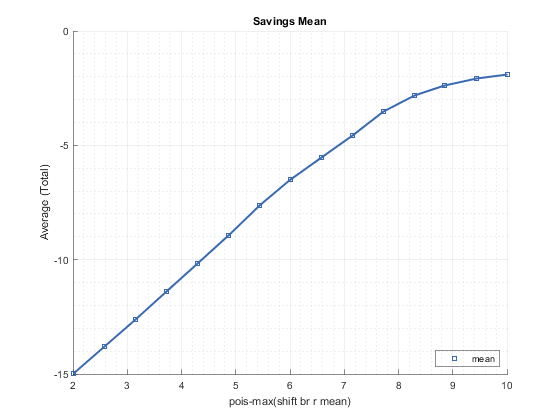 Savings Mean
0
-5
-10
-15
Average (Total)
2 3 4 5 6 7 8 9 10
pois-max(shift br r mean)
mean